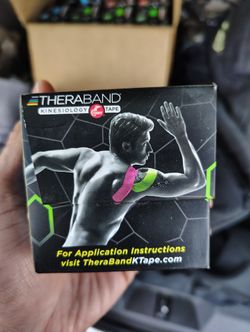 THERABAND
KINESIOLOGY TAPE
For Application Instructions
visit TheraBandKTape.com